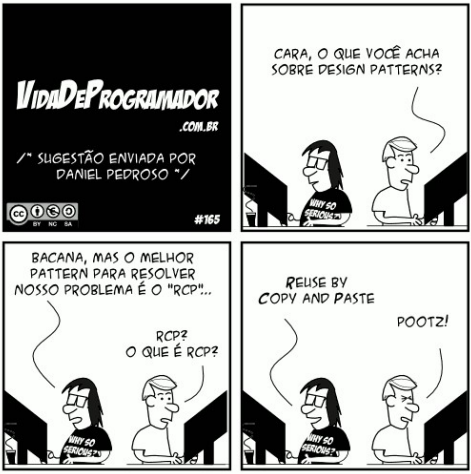 VIDADEPROGRAMADOR
.COM.BR
/* SUGESTÃO ENVIADA POR
DANIEL PEDROSO */
cc BY NC SA
#165
CARA, O QUE VOCÊ ACHA
SOBRE DESIGN PATTERNS?
WHY SO
SERIOUS?
BACANA, MAS O MELHOR
PATTERN PARA RESOLVER
NOSSO PROBLEMA É O "RCP"...
RCP?
O QUE É RCP?
WHY SO
SERIOUS?
REUSE BY
COPY AND PASTE
POOTZ!
WHY SO
SERIOUS?